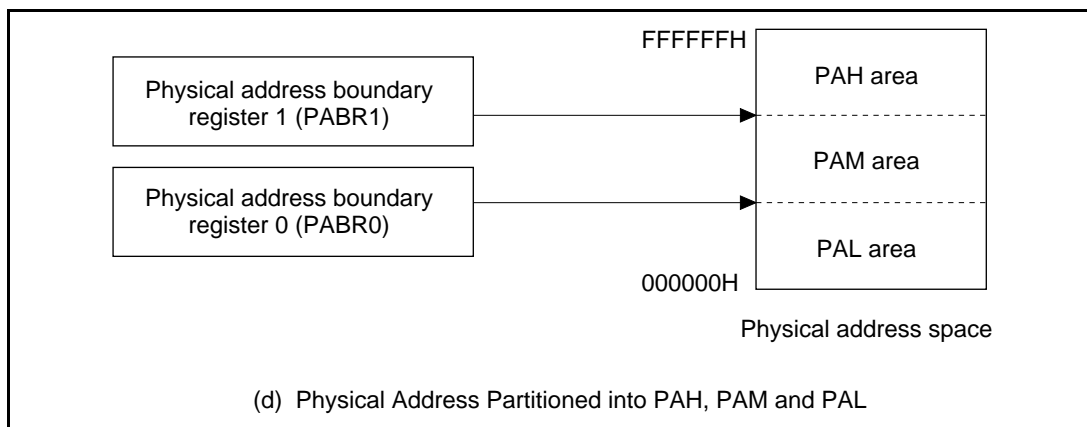 FFFFFFH
Physical address boundary
register 1 (PABR1)
PAH area
PAM area
Physical address boundary
register 0 (PABR0)
PAL area
000000H
Physical address space
(d) Physical Address Partitioned into PAH, PAM and PAL